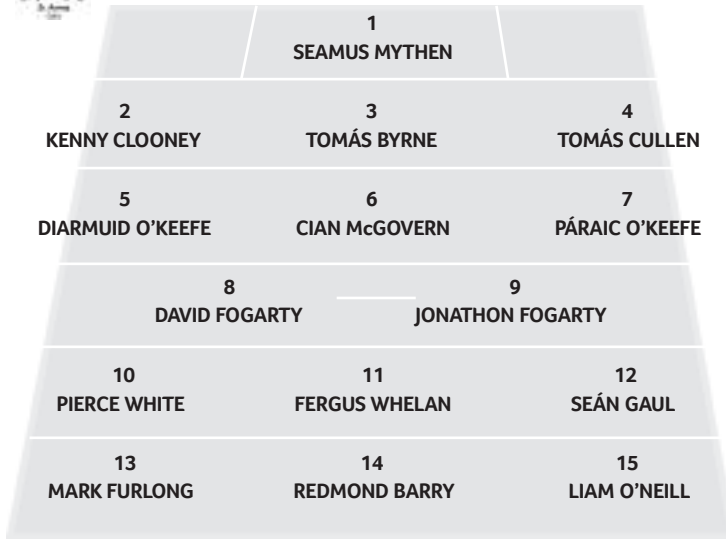 1
SEAMUS MYTHEN
2 3 4
KENNY CLOONEY TOMÁS BYRNE TOMÁS CULLEN
5 6 7
DIARMUID O'KEEFE CIAN McGOVERN PÁRAIC O'KEEFE
8 9
DAVID FOGARTY JONATHON FOGARTY
10 11 12
PIERCE WHITE FERGUS WHELAN SEÁN GAUL
13 14 15
MARK FURLONG REDMOND BARRY LIAM O'NEILL